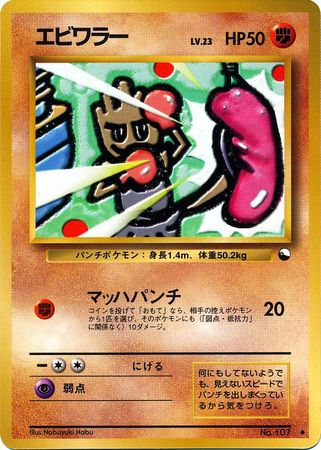 エビワラー LV.23 HP50
パンチポケモン：身長1.4m、体重50.2kg
マッハパンチ 20
コインを投げて「おもて」なら、相手の控えポケモン
から1匹を選び、そのポケモンにも(「弱点・抵抗力」
に関係なく)10ダメージ。
にげる
弱点
何にもしてないようで
も、見えないスピードで
パンチを出しまくってい
るから気をつけろ。
Illus. Nobuyuki Habu
No. 107